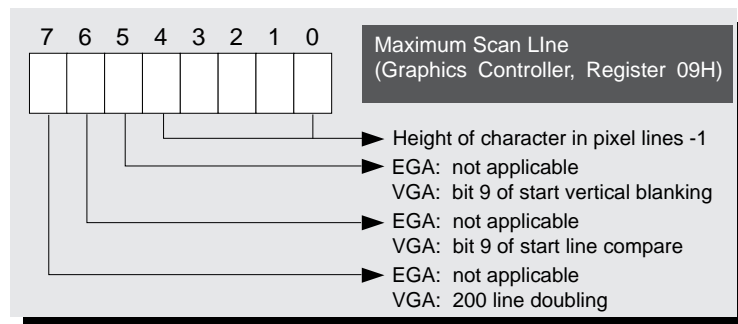 7 6 5 4 3 2 1 0
Maximum Scan LIne
(Graphics Controller, Register 09H)
Height of character in pixel lines -1
EGA: not applicable
VGA: bit 9 of start vertical blanking
EGA: not applicable
VGA: bit 9 of start line compare
EGA: not applicable
VGA: 200 line doubling